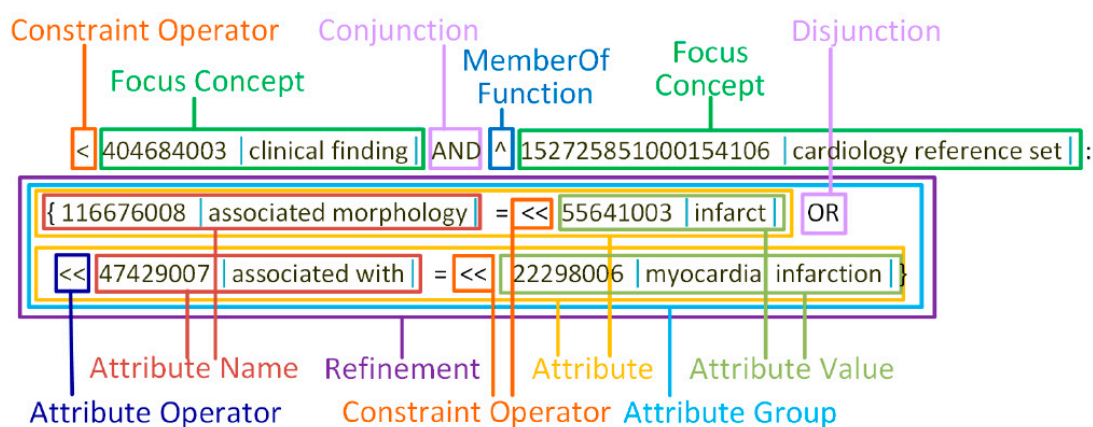 Constraint Operator Conjunction Disjunction
Focus Concept MemberOf Function Focus Concept
< 404684003 |clinical finding| AND ^ 152725851000154106 |cardiology reference set| :
{ 116676008 |associated morphology| = << 55641003 |infarct| OR
<< 47429007 |associated with| = << 22298006 |myocardia infarction| }
Attribute Name Refinement Attribute Attribute Value
Attribute Operator Constraint Operator Attribute Group